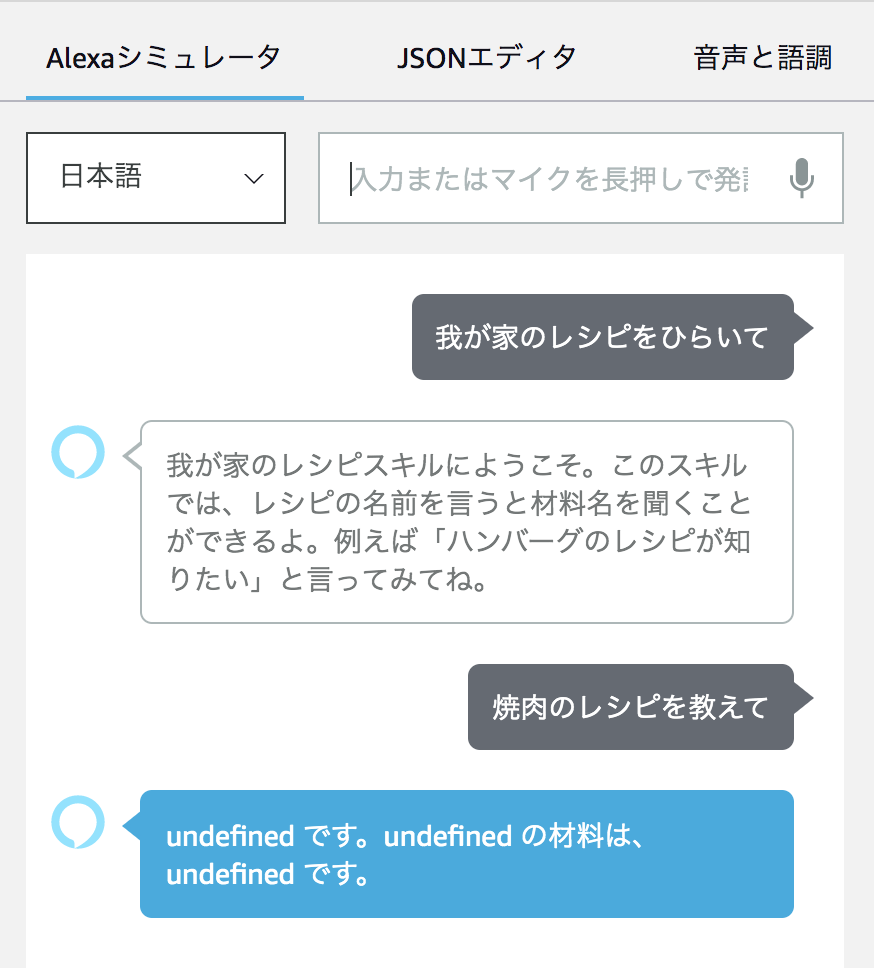 Alexaシミュレータ JSONエディタ 音声と語調
日本語 入力またはマイクを長押しで発
我が家のレシピをひらいて
我が家のレシピスキルにようこそ。このスキル
では、レシピの名前を言うと材料名を聞くこと
ができるよ。例えば「ハンバーグのレシピが知
りたい」と言ってみてね。
焼肉のレシピを教えて
undefined です。undefined の材料は、
undefined です。